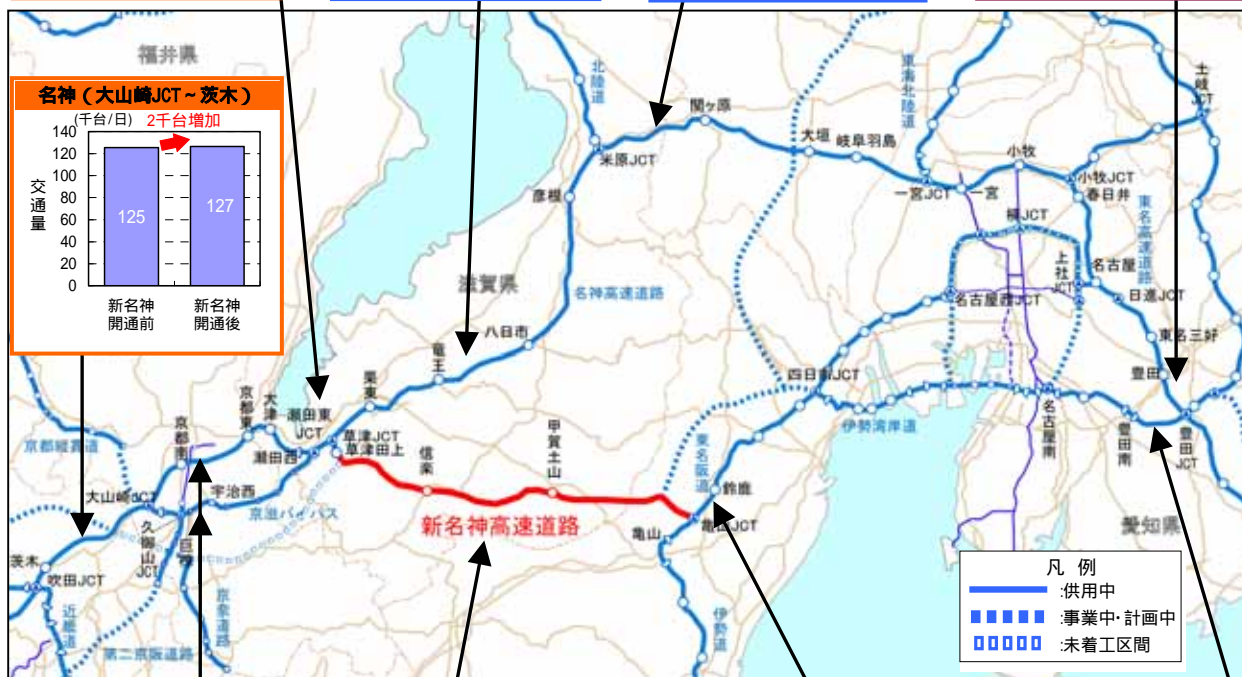 福井県
名神（大山崎JCT～茨木）
(千台/日)
2千台増加
140
120
100
80
60
40
20
0
交通量
125
127
新名神
開通前
新名神
開通後
北陸道
関ヶ原
東海北陸道
土岐JCT
米原JCT
大垣
岐阜羽島
小牧
彦根
一宮JCT
一宮
小牧JCT
春日井
楠JCT
東名高速道路
滋賀県
名神高速道路
上社JCT
名古屋
名古屋西JCT
日進JCT
八日市
竜王
東名三好
栗東
四日市JCT
豊田
京都東
大津
瀬田東
JCT
京都南
草津JCT
草津田上
伊勢湾岸道
名古屋南
豊田南
豊田JCT
京都縦貫道
瀬田西
信楽
甲賀土山
東名阪道
大山崎JCT
宇治西
京滋バイパス
鈴鹿
新名神高速道路
亀山
亀山JCT
愛知県
久御山JCT
巨椋
茨木
吹田JCT
近畿道
京奈道路
第二京阪道路
伊勢道
凡 例
:供用中
:事業中・計画中
:未着工区間